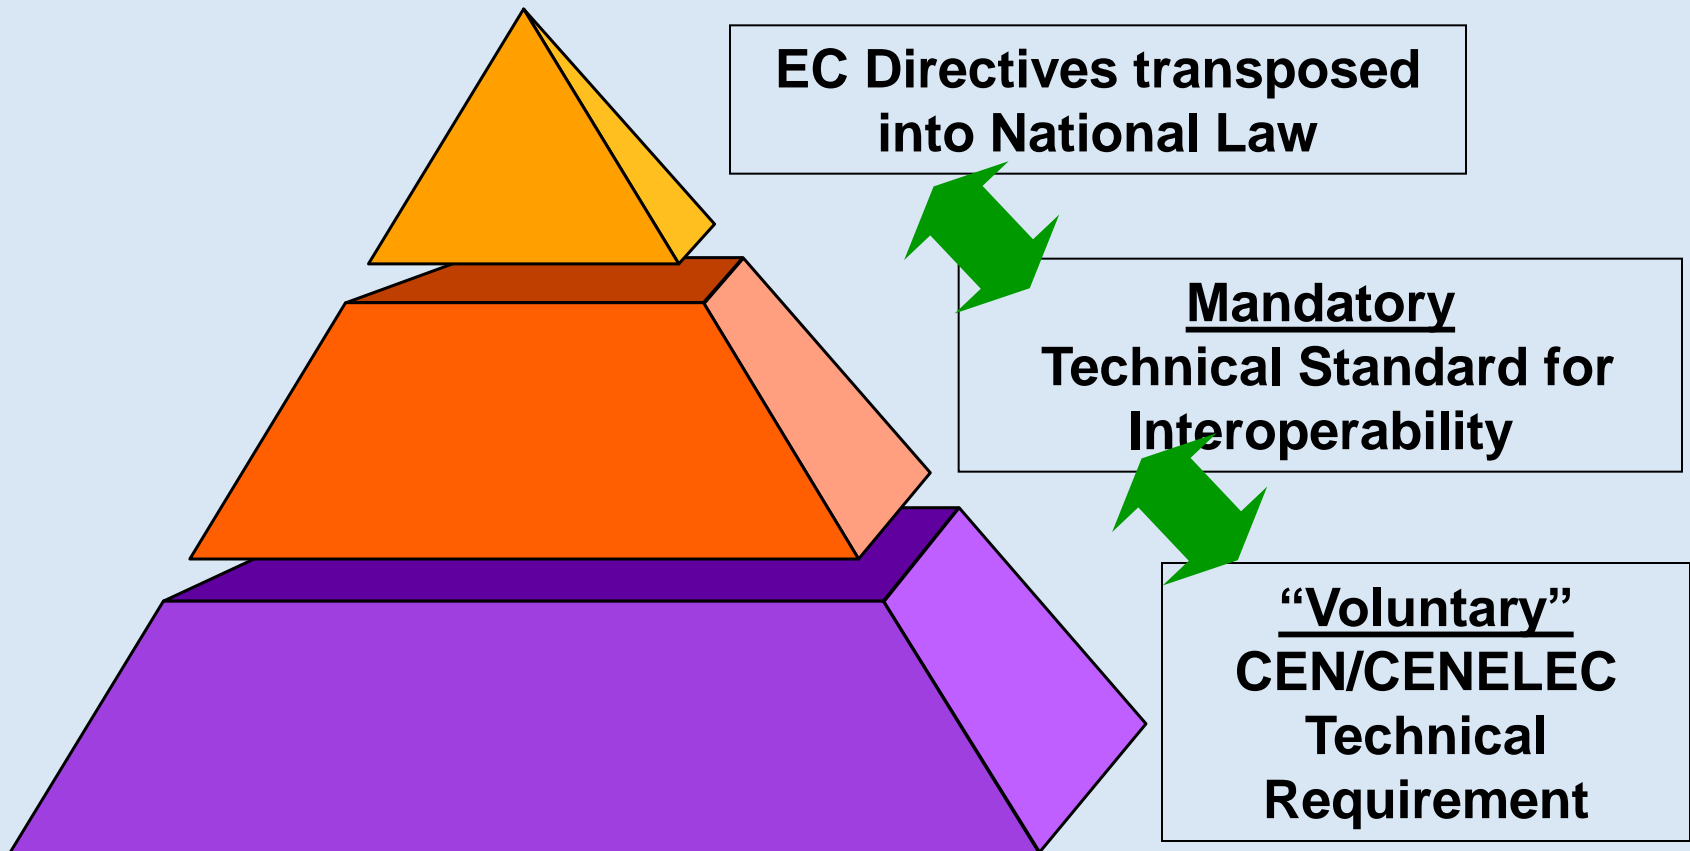 EC Directives transposed
into National Law
Mandatory
Technical Standard for
Interoperability
“Voluntary”
CEN/CENELEC
Technical
Requirement